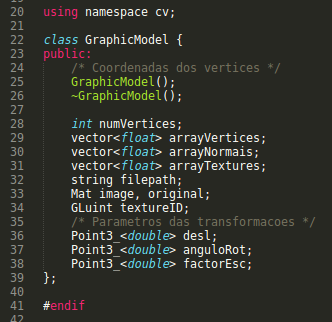 20 using namespace cv;
21
22 class GraphicModel {
23 public:
24 /* Coordenadas dos vertices */
25 GraphicModel();
26 ~GraphicModel();
27
28 int numVertices;
29 vector<float> arrayVertices;
30 vector<float> arrayNormais;
31 vector<float> arrayTextures;
32 string filepath;
33 Mat image, original;
34 GLuint textureID;
35 /* Parametros das transformacoes */
36 Point3_<double> desl;
37 Point3_<double> anguloRot;
38 Point3_<double> factorEsc;
39 };
40
41 #endif
42